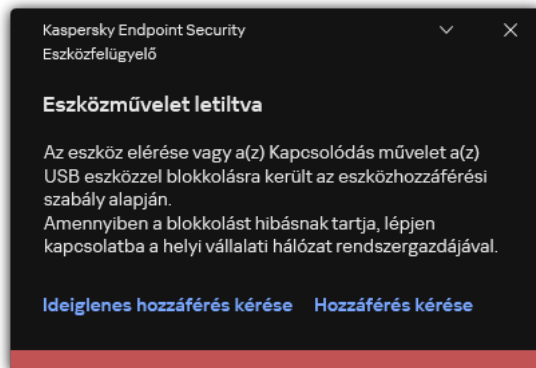 Kaspersky Endpoint Security
Eszközfelügyelő
Eszközművelet letiltva
Az eszköz elérése vagy a(z) Kapcsolódás művelet a(z)
USB eszközzel blokkolásra került az eszközhozzáférési
szabály alapján.
Amennyiben a blokkolást hibásnak tartja, lépjen
kapcsolatba a helyi vállalati hálózat rendszergazdájával.
Ideiglenes hozzáférés kérése Hozzáférés kérése